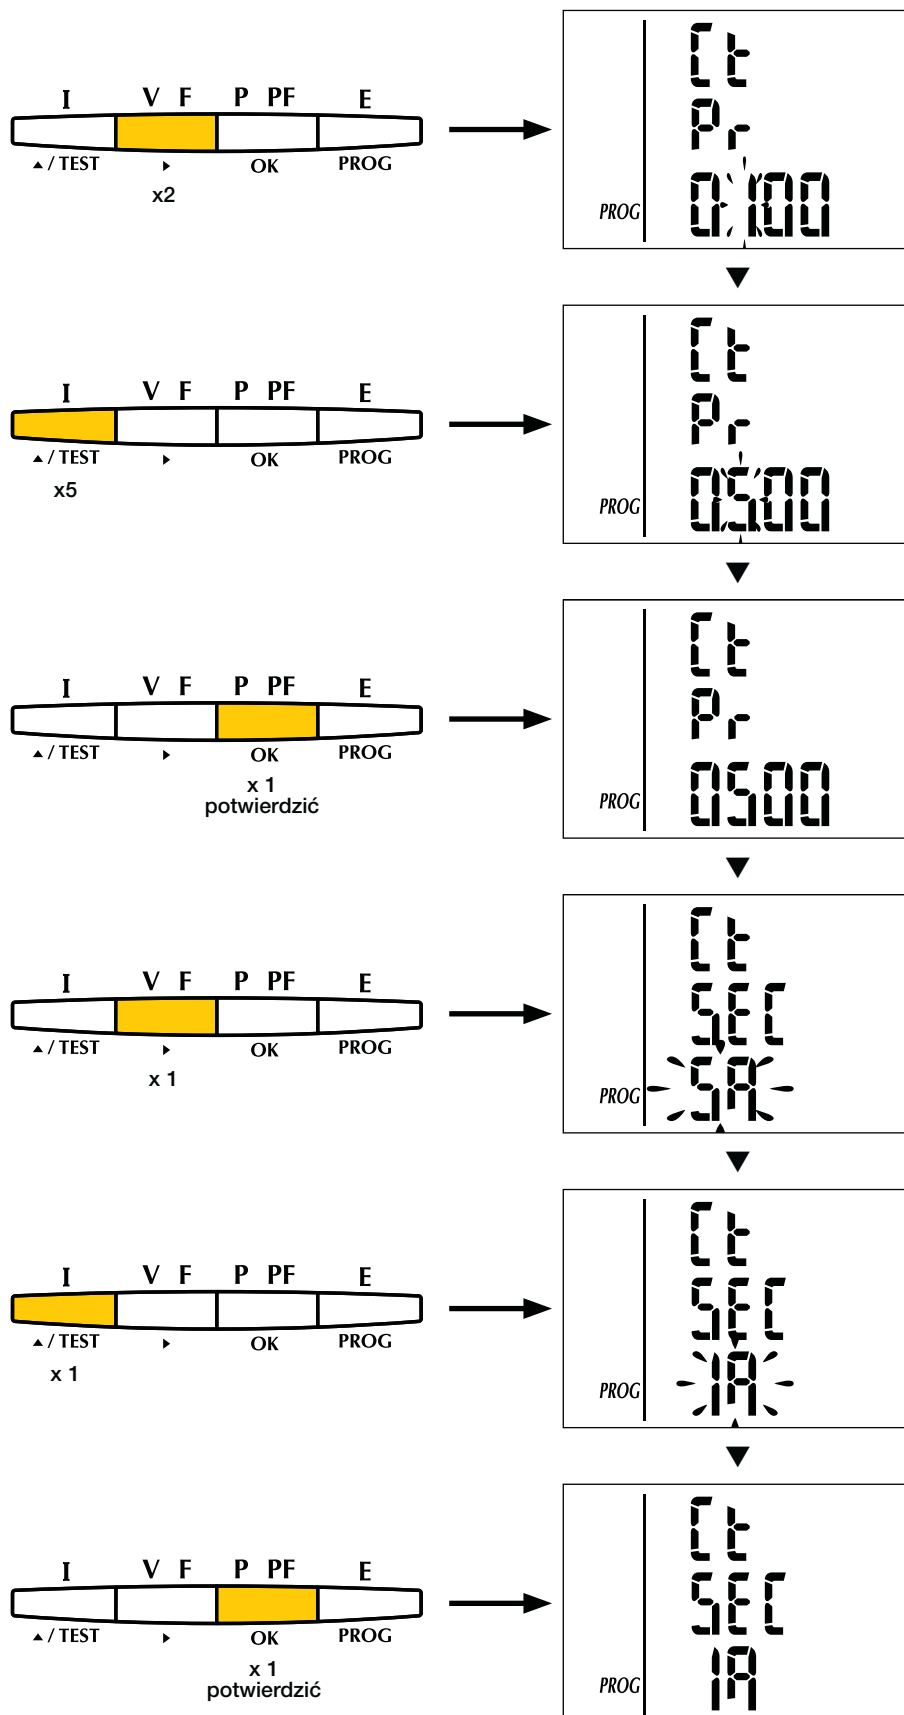 I V F P PF E
▲ / TEST ▶ OK PROG
x2
Ct
Pr
0100
PROG
I V F P PF E
▲ / TEST ▶ OK PROG
x5
Ct
Pr
0500
PROG
I V F P PF E
▲ / TEST ▶ OK PROG
x 1
potwierdzić
Ct
Pr
0500
PROG
I V F P PF E
▲ / TEST ▶ OK PROG
x 1
Ct
SEC
5A
PROG
I V F P PF E
▲ / TEST ▶ OK PROG
x 1
Ct
SEC
1A
PROG
I V F P PF E
▲ / TEST ▶ OK PROG
x 1
potwierdzić
Ct
SEC
1A
PROG